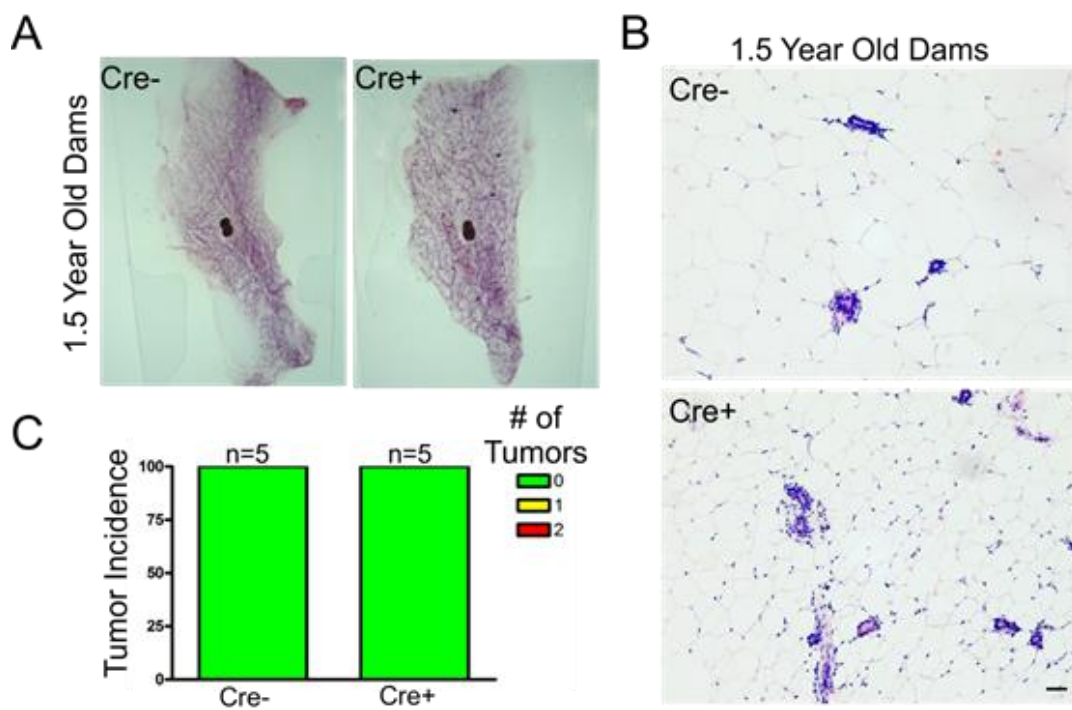 A
1.5 Year Old Dams
Cre-
Cre+
B
1.5 Year Old Dams
Cre-
Cre+
C
Tumor Incidence
100
75
50
25
0
n=5
n=5
Cre-
Cre+
# of
Tumors
0
1
2